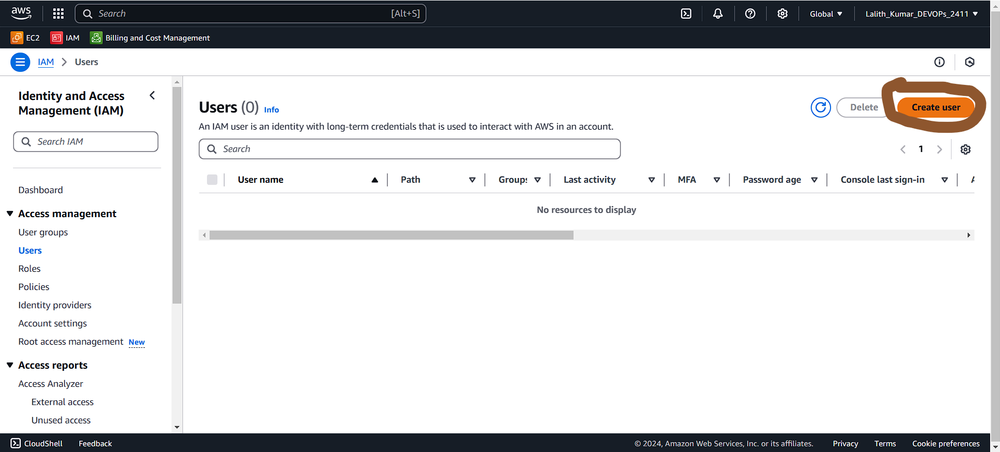 aws
Search [Alt+S]
Global
Lalith_Kumar_DEVOPs_2411
EC2 IAM Billing and Cost Management
IAM Users
Identity and Access
Management (IAM)
Search IAM
Dashboard
Access management
User groups
Users
Roles
Policies
Identity providers
Account settings
Root access management New
Access reports
Access Analyzer
External access
Unused access
Users (0) Info
Delete
Create user
An IAM user is an identity with long-term credentials that is used to interact with AWS in an account.
Search
1
User name Path Groups Last activity MFA Password age Console last sign-in A
No resources to display
CloudShell Feedback
© 2024, Amazon Web Services, Inc. or its affiliates. Privacy Terms Cookie preferences